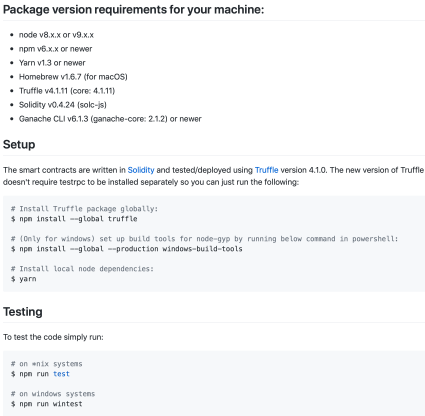 Package version requirements for your machine:
node v8.x.x or v9.x.x
npm v6.x.x or newer
Yarn v1.3 or newer
Homebrew v1.6.7 (for macOS)
Truffle v4.1.11 (core: 4.1.11)
Solidity v0.4.24 (solc-js)
Ganache CLI v6.1.3 (ganache-core: 2.1.2) or newer
Setup
The smart contracts are written in Solidity and tested/deployed using Truffle version 4.1.0. The new version of Truffle
doesn't require testrpc to be installed separately so you can just run the following:
# Install Truffle package globally:
$ npm install --global truffle
# (Only for windows) set up build tools for node-gyp by running below command in powershell:
$ npm install --global --production windows-build-tools
# Install local node dependencies:
$ yarn
Testing
To test the code simply run:
# on *nix systems
$ npm run test
# on windows systems
$ npm run wintest